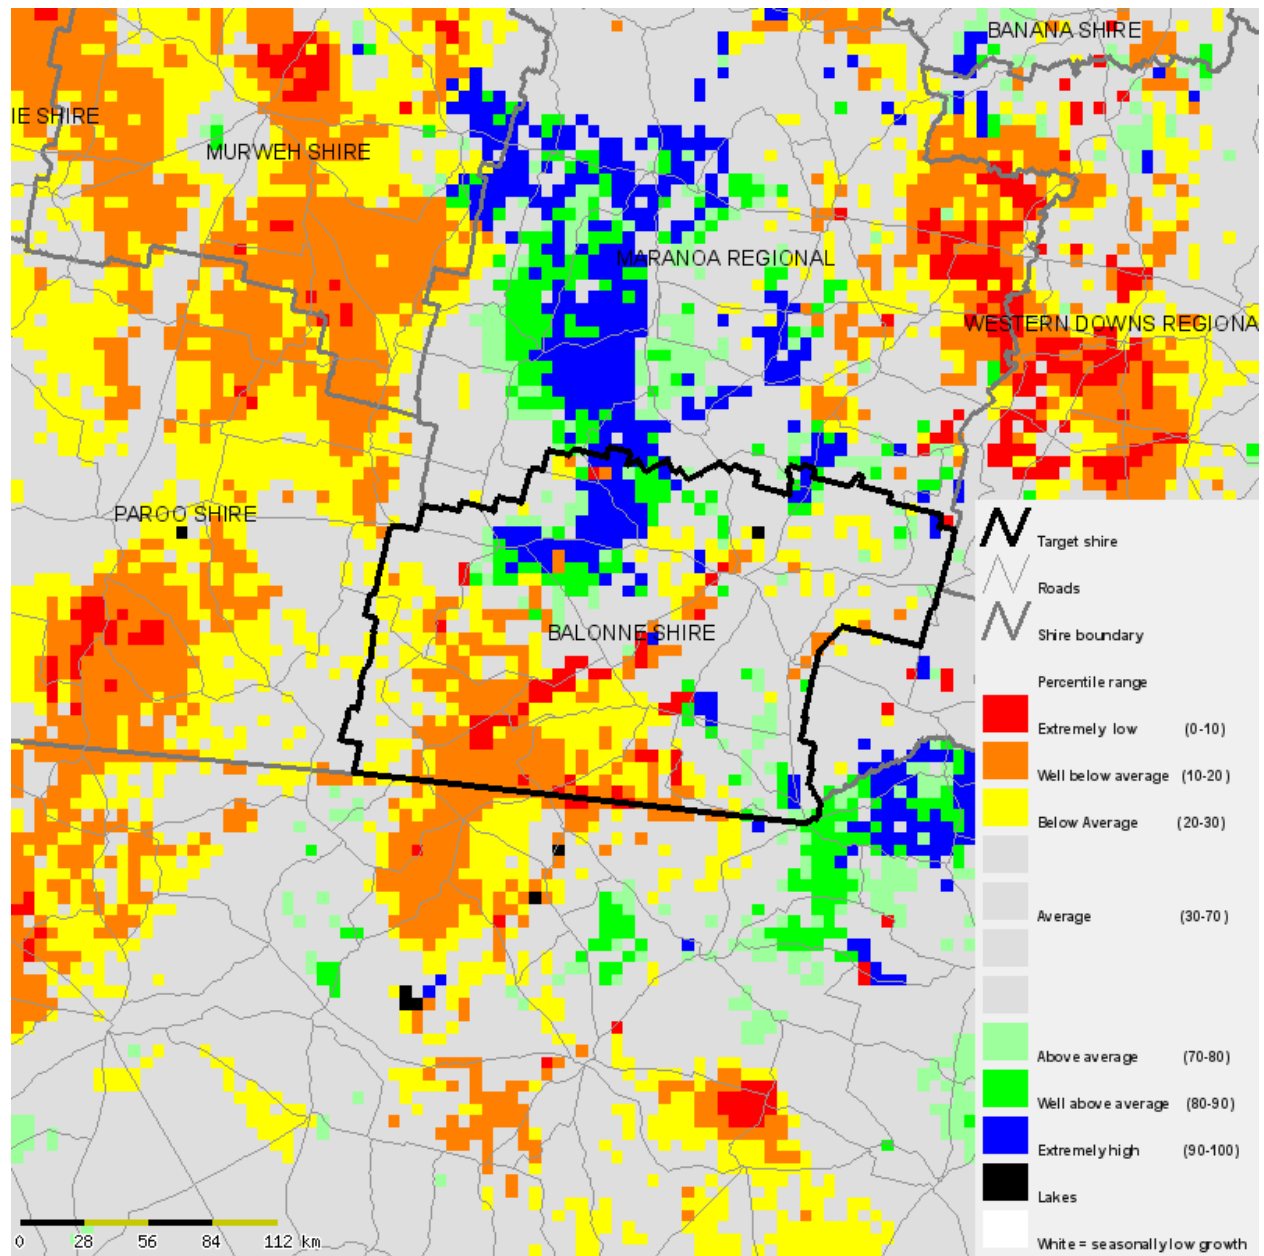 BANANA SHIRE
IE SHIRE
MURWEH SHIRE
MARANOA REGIONAL
WESTERN DOWNS REGIONA
PAROO SHIRE
BALONNE SHIRE
Target shire
Roads
Shire boundary
Percentile range
Extremely low (0-10)
Well below average (10-20)
Below Average (20-30)
Average (30-70)
Above average (70-80)
Well above average (80-90)
Extremely high (90-100)
Lakes
White = seasonally low growth
0 28 56 84 112 km